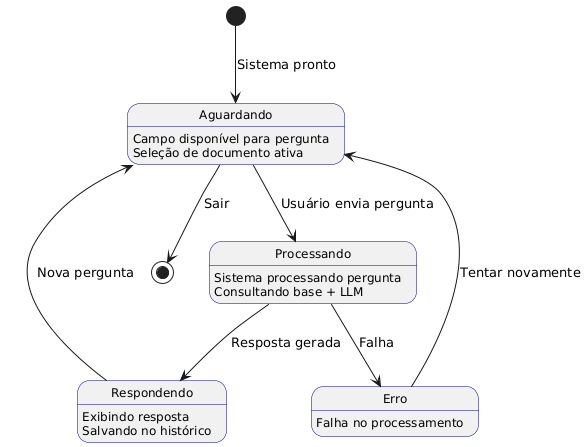 Sistema pronto
Aguardando
Campo disponível para pergunta
Seleção de documento ativa
Sair
Usuário envia pergunta
Processando
Sistema processando pergunta
Consultando base + LLM
Nova pergunta
Tentar novamente
Resposta gerada
Falha
Respondendo
Exibindo resposta
Salvando no histórico
Erro
Falha no processamento